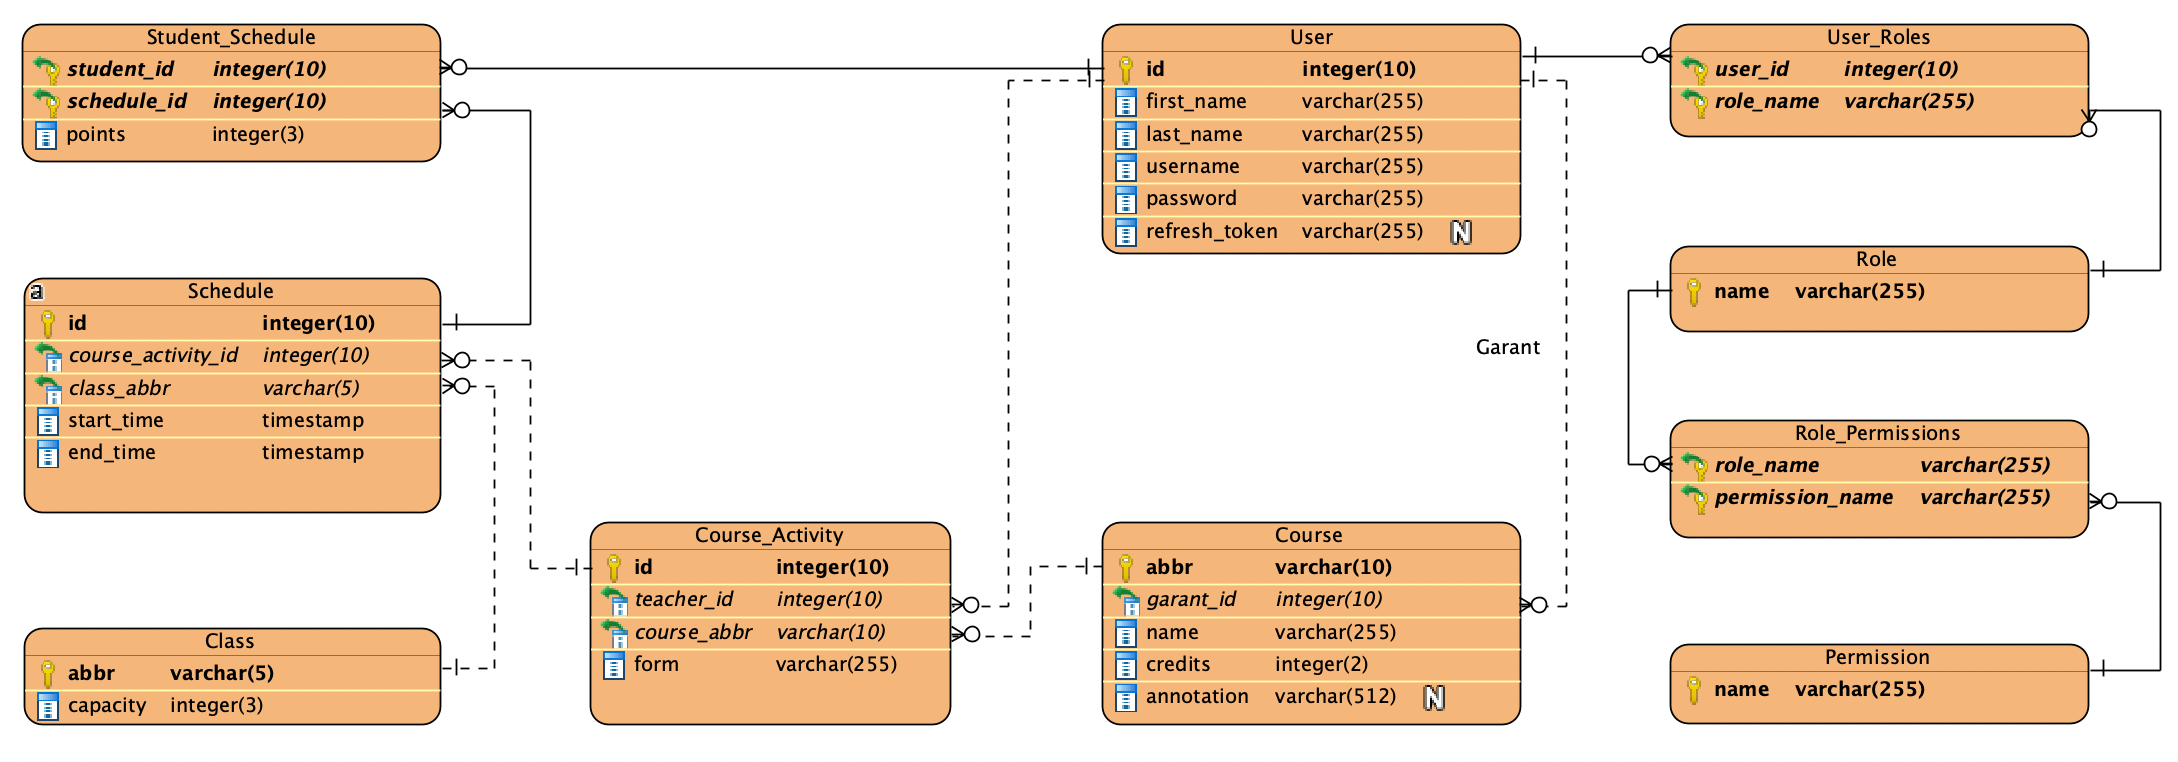 Student_Schedule
student_id integer(10)
schedule_id integer(10)
points integer(3)
User
id integer(10)
first_name varchar(255)
last_name varchar(255)
username varchar(255)
password varchar(255)
refresh_token varchar(255) N
User_Roles
user_id integer(10)
role_name varchar(255)
a Schedule
id integer(10)
course_activity_id integer(10)
class_abbr varchar(5)
start_time timestamp
end_time timestamp
Role
name varchar(255)
Garant
Role_Permissions
role_name varchar(255)
permission_name varchar(255)
Course_Activity
id integer(10)
teacher_id integer(10)
course_abbr varchar(10)
form varchar(255)
Course
abbr varchar(10)
garant_id integer(10)
name varchar(255)
credits integer(2)
annotation varchar(512) N
Class
abbr varchar(5)
capacity integer(3)
Permission
name varchar(255)